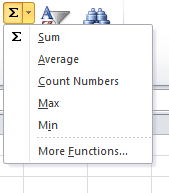 Σ
A
Z
Σ Sum
Average
Count Numbers
Max
Min
More Functions...